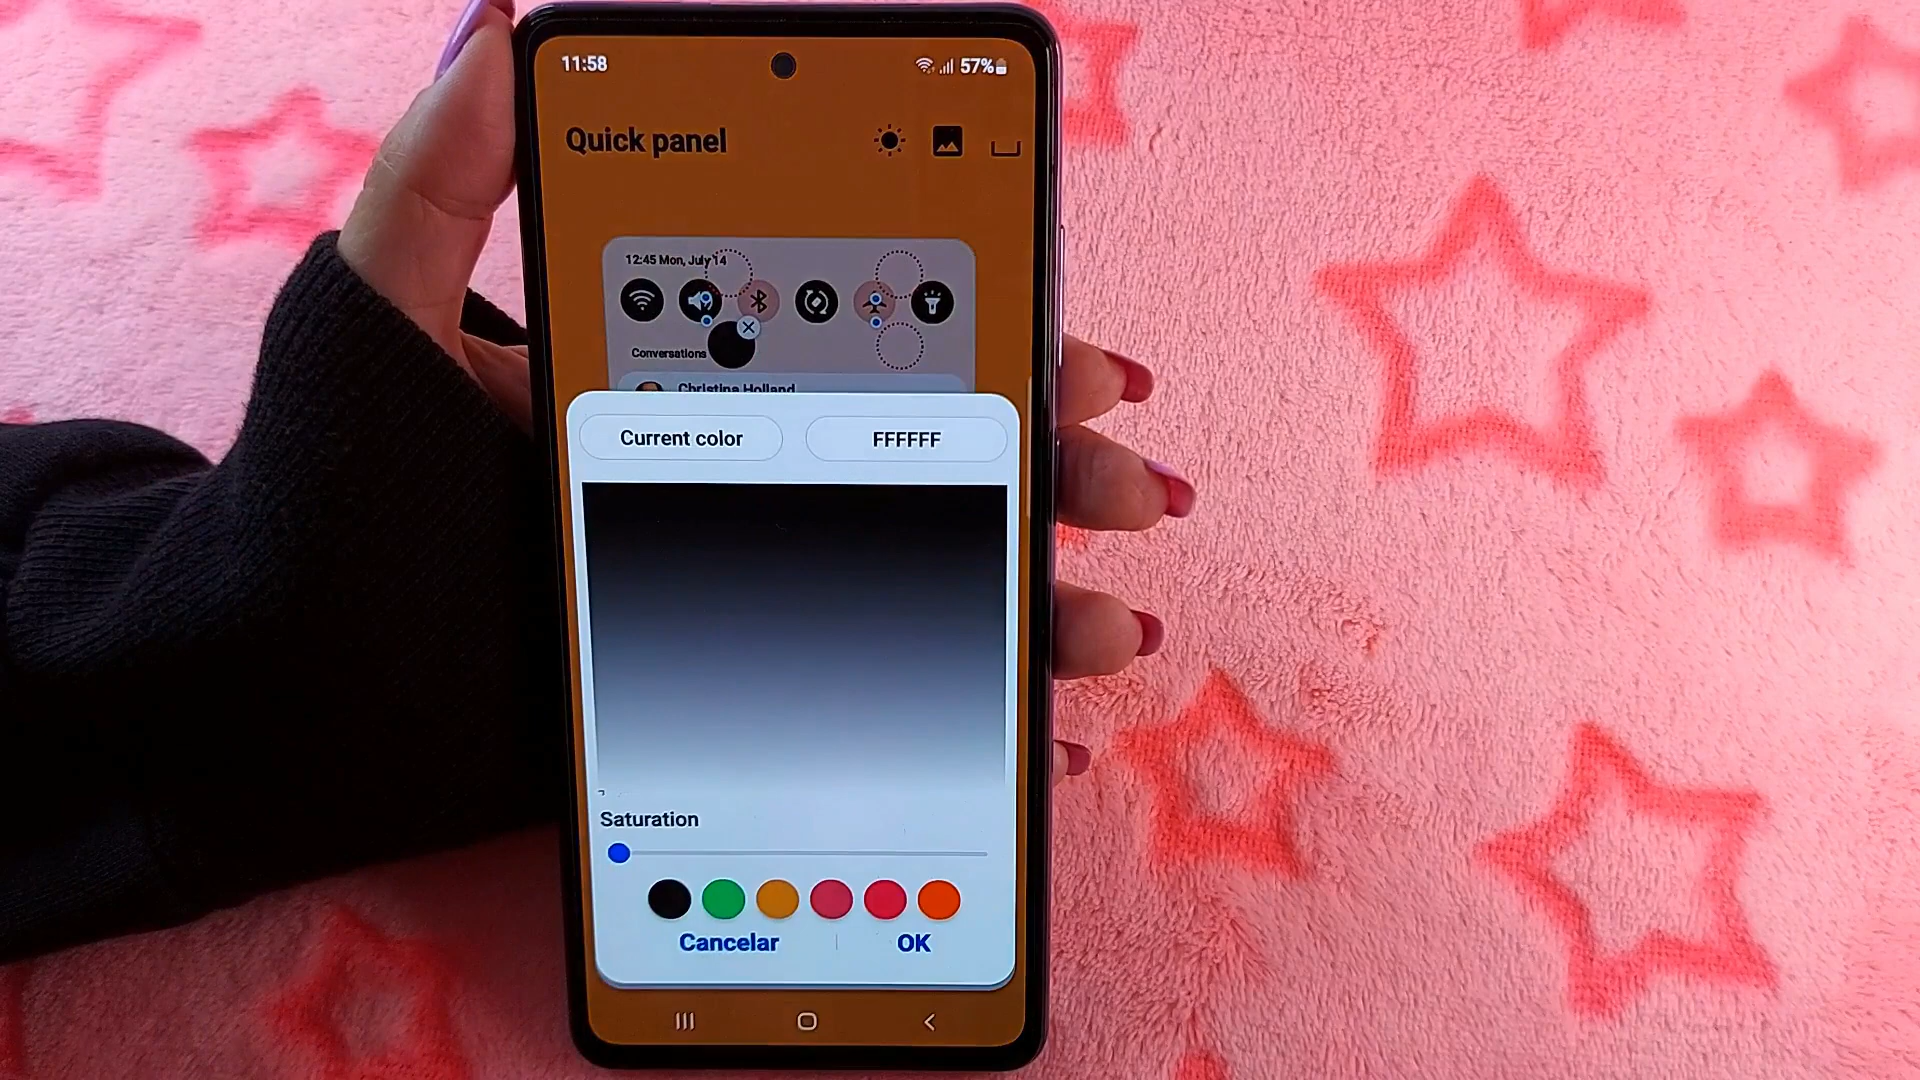 11:58
57%
Quick panel
12:45 Mon, July 14
Conversations
Christina Holland
Current color
FFFFFF
Saturation
Cancelar
OK